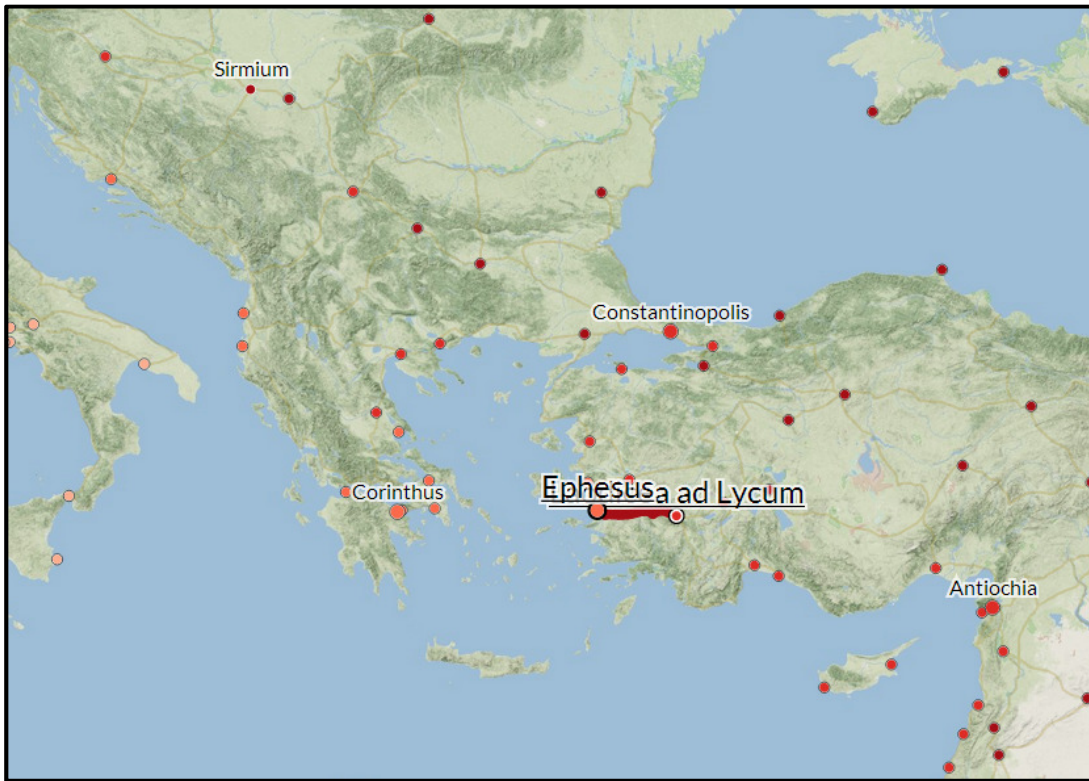 Sirmium
Constantinopolis
Ephesus
a ad Lycum
Corinthus
Antiochia